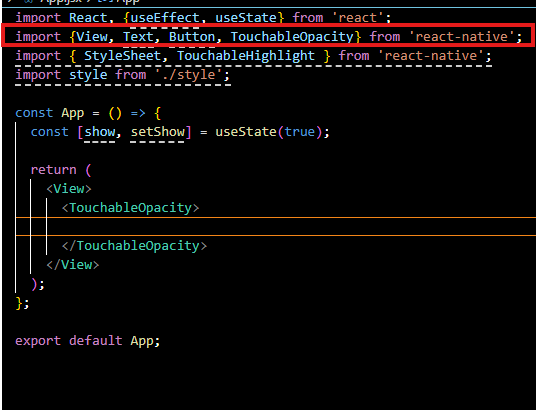 import React, {useEffect, useState} from 'react';
import {View, Text, Button, TouchableOpacity} from 'react-native';
import { StyleSheet, TouchableHighlight } from 'react-native';
import style from './style';
const App = () => {
const [show, setShow] = useState(true);
return (
<View>
<TouchableOpacity>
</TouchableOpacity>
</View>
);
};
export default App;